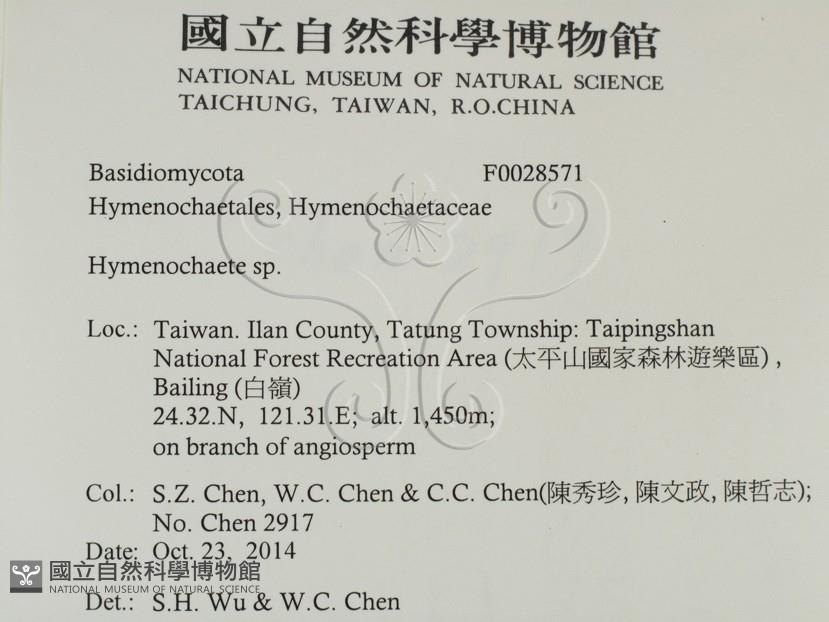 國立自然科學博物館
NATIONAL MUSEUM OF NATURAL SCIENCE
TAICHUNG, TAIWAN, R.O.CHINA
Basidiomycota F0028571
Hymenochaetales, Hymenochaetaceae
Hymenochaete sp.
Loc.: Taiwan. Ilan County, Tatung Township: Taipingshan
National Forest Recreation Area (太平山國家森林遊樂區),
Bailing (白嶺)
24.32.N, 121.31.E; alt. 1,450m;
on branch of angiosperm
Col.: S.Z. Chen, W.C. Chen & C.C. Chen(陳秀珍, 陳文政, 陳哲志);
No. Chen 2917
Date: Oct. 23, 2014
國立自然科學博物館
NATIONAL MUSEUM OF NATURAL SCIENCE
Det.: S.H. Wu & W.C. Chen